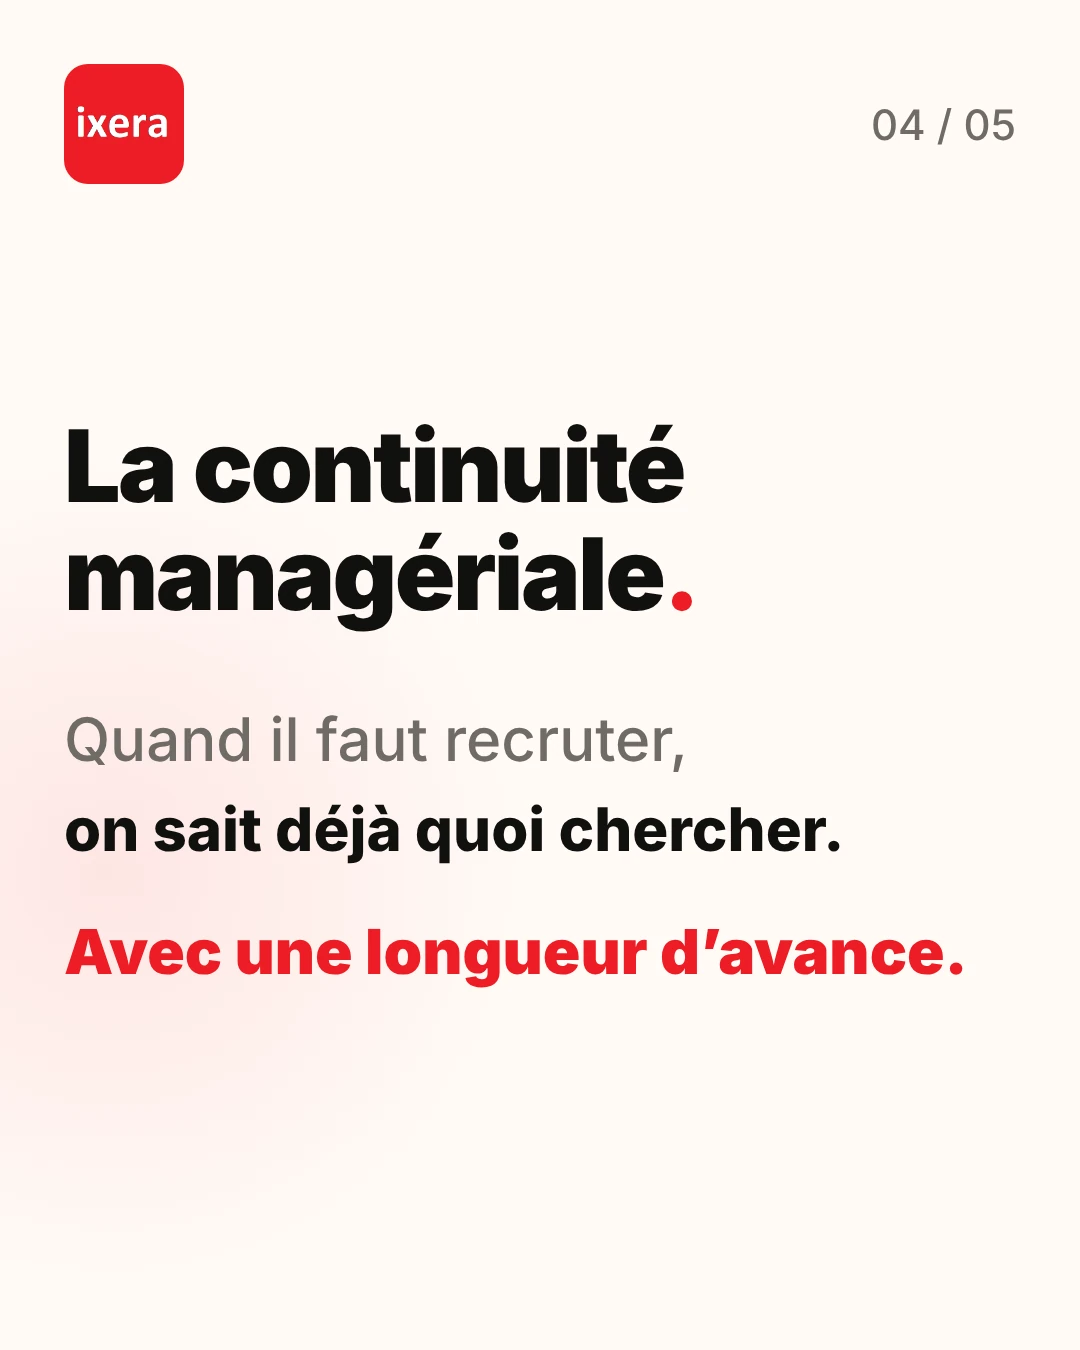 ixera
04 / 05
La continuité
managériale.
Quand il faut recruter,
on sait déjà quoi chercher.
Avec une longueur d’avance.